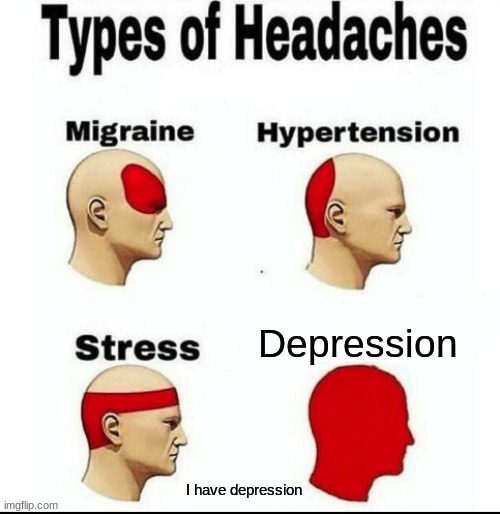 Types of Headaches
Migraine
Hypertension
Stress
Depression
I have depression
imgflip.com